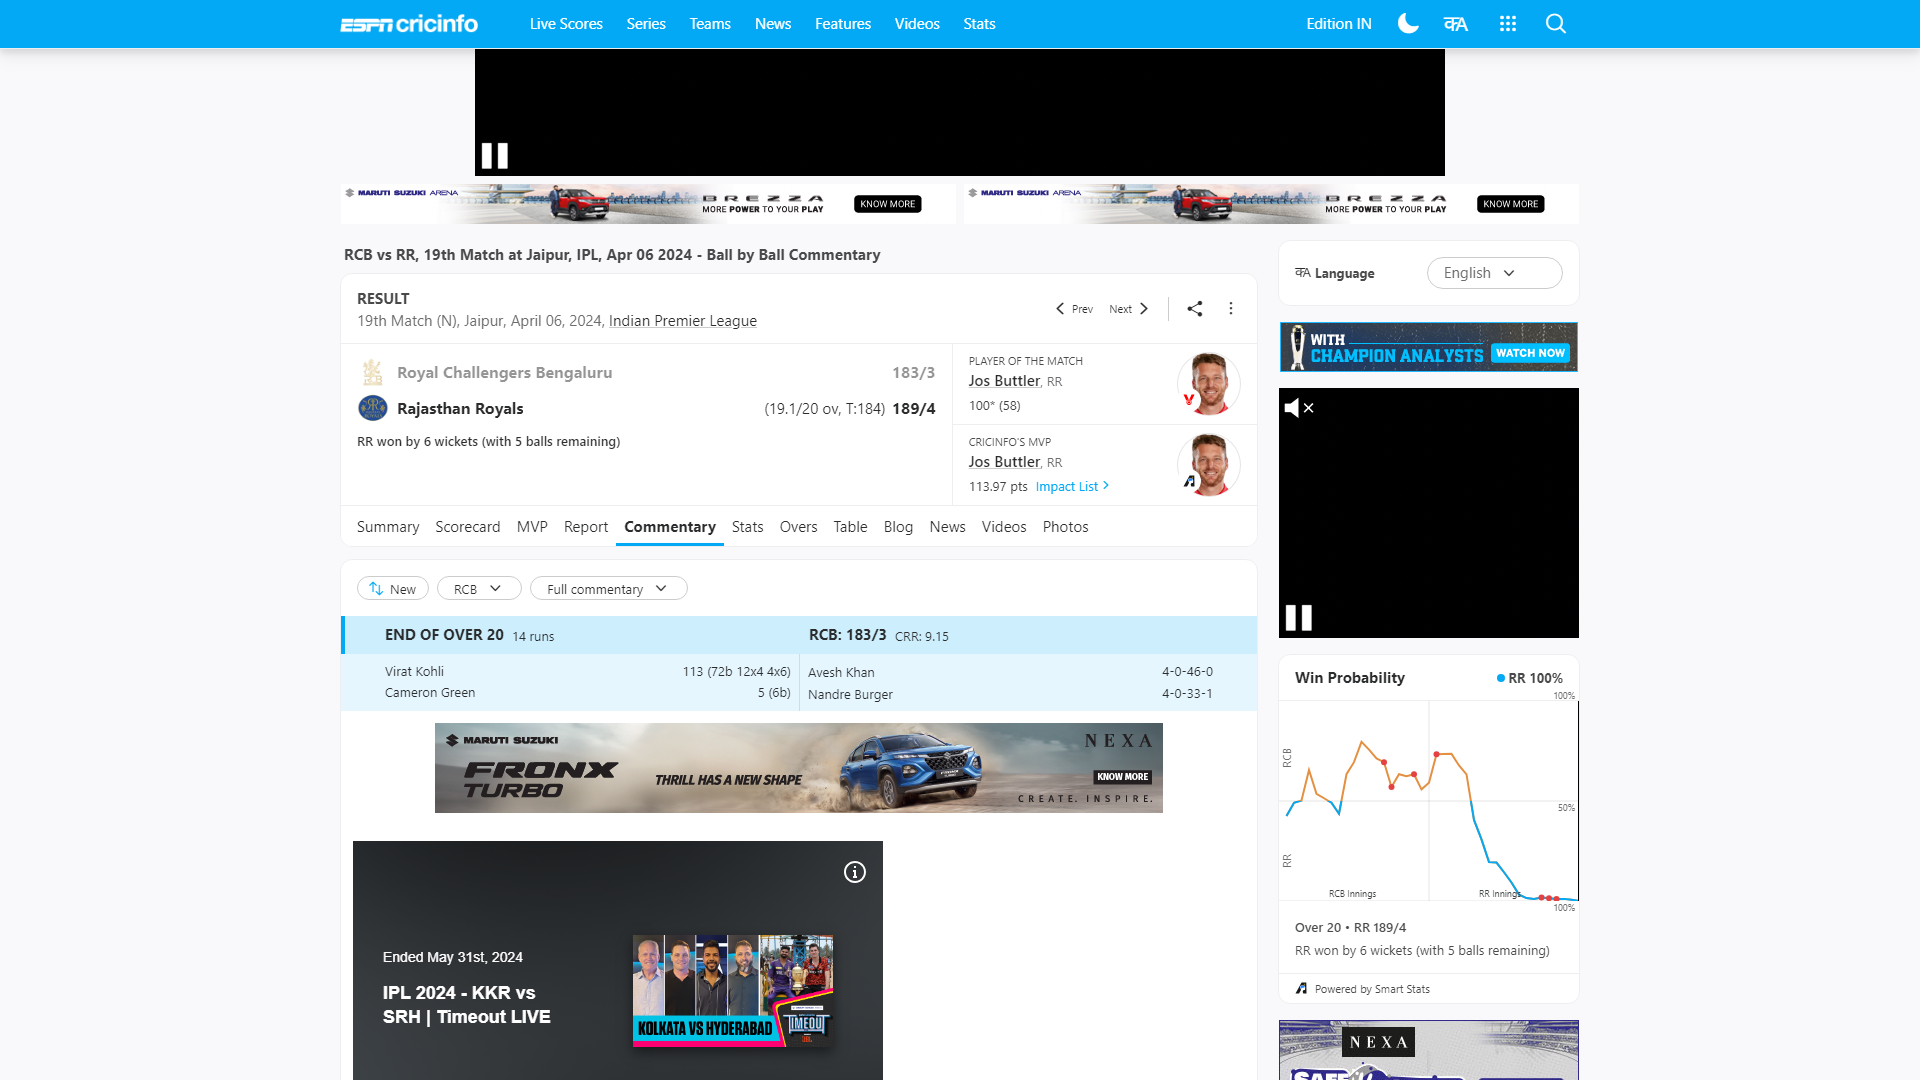 ESPN cricinfo
Live Scores
Series
Teams
News
Features
Videos
Stats
Edition IN
MARUTI SUZUKI ARENA
BREZZA
MORE POWER TO YOUR PLAY
KNOW MORE
MARUTI SUZUKI ARENA
BREZZA
MORE POWER TO YOUR PLAY
KNOW MORE
RCB vs RR, 19th Match at Jaipur, IPL, Apr 06 2024 - Ball by Ball Commentary
RESULT
19th Match (N), Jaipur, April 06, 2024, Indian Premier League
Prev
Next
Royal Challengers Bengaluru
183/3
Rajasthan Royals
(19.1/20 ov, T:184) 189/4
RR won by 6 wickets (with 5 balls remaining)
PLAYER OF THE MATCH
Jos Buttler, RR
100* (58)
CRICINFO'S MVP
Jos Buttler, RR
113.97 pts Impact List
Summary
Scorecard
MVP
Report
Commentary
Stats
Overs
Table
Blog
News
Videos
Photos
New
RCB
Full commentary
END OF OVER 20 14 runs
RCB: 183/3 CRR: 9.15
Virat Kohli 113 (72b 12x4 4x6)
Cameron Green 5 (6b)
Avesh Khan 4-0-46-0
Nandre Burger 4-0-33-1
MARUTI SUZUKI
FRONX
TURBO
THRILL HAS A NEW SHAPE
NEXA
KNOW MORE
CREATE. INSPIRE.
Ended May 31st, 2024
IPL 2024 - KKR vs
SRH | Timeout LIVE
KOLKATA VS HYDERABAD
TIMEOUT
क्A Language
English
WITH
CHAMPION ANALYSTS
WATCH NOW
Win Probability
RR 100%
100%
RCB
50%
RR
RCB Innings
RR Innings
100%
Over 20 • RR 189/4
RR won by 6 wickets (with 5 balls remaining)
Powered by Smart Stats
NEXA